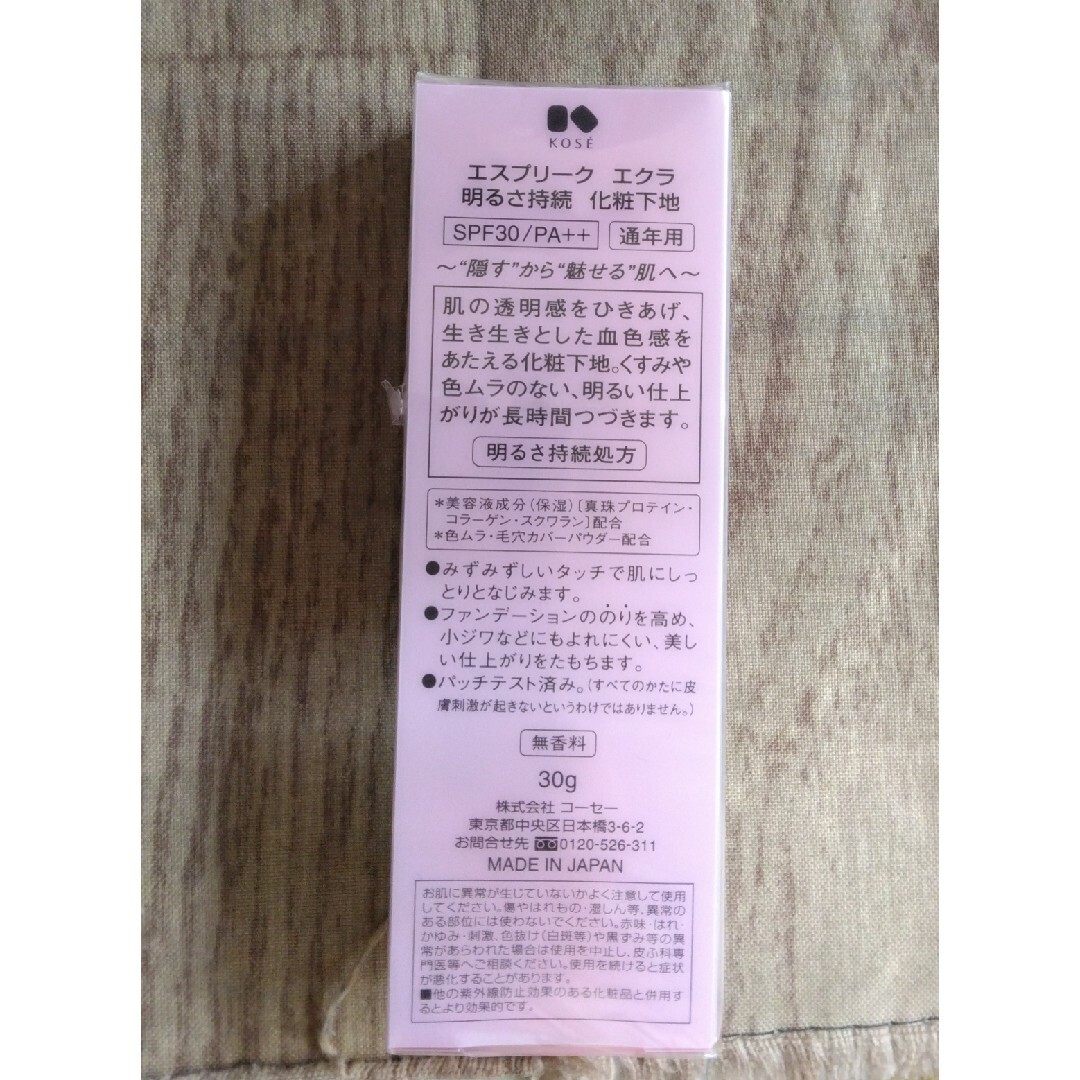 KOSÉ
エスプリーク エクラ
明るさ持続 化粧下地
SPF30/PA++ 通年用
～“隠す”から“魅せる”肌へ～
肌の透明感をひきあげ、
生き生きとした血色感を
あたえる化粧下地。くすみや
色ムラのない、明るい仕上
がりが長時間つづきます。
明るさ持続処方
*美容液成分(保湿)[真珠プロテイン・
コラーゲン・スクワラン]配合
*色ムラ・毛穴カバーパウダー配合
●みずみずしいタッチで肌にしっ
とりとなじみます。
●ファンデーションののりを高め、
小ジワなどにもよれにくい、美し
い仕上がりをたもちます。
●パッチテスト済み。(すべてのかたに皮
膚刺激が起きないというわけではありません。)
無香料
30g
株式会社 コーセー
東京都中央区日本橋3-6-2
お問合せ先 0120-526-311
MADE IN JAPAN
お肌に異常が生じていないかよく注意して使用
してください。傷やはれもの・湿しん等、異常の
ある部位には使わないでください。赤味・はれ・
かゆみ・刺激、色抜け(白斑等)や黒ずみ等の異
常があらわれた場合は使用を中止し、皮ふ科専
門医等へご相談ください。使用を続けると症状
が悪化することがあります。
■他の紫外線防止効果のある化粧品と併用す
るとより効果的です。